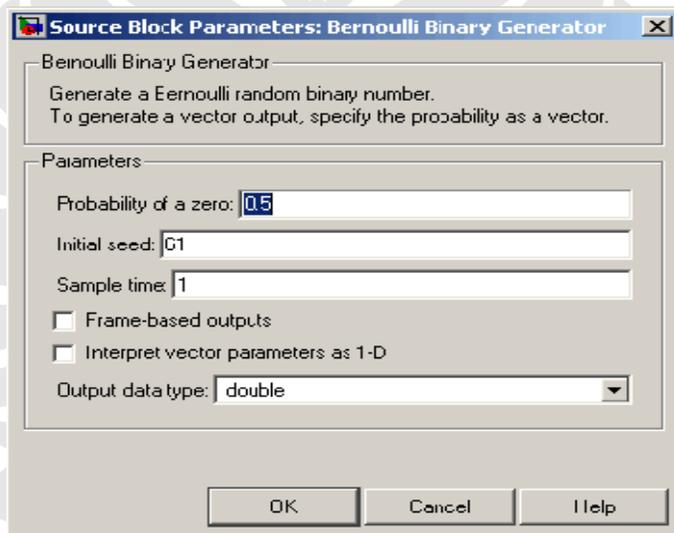 Source Block Parameters: Bernoulli Binary Generator
Bernoulli Binary Generator
Generate a Bernoulli random binary number.
To generate a vector output, specify the probability as a vector.
Parameters
Probability of a zero: 0.5
Initial seed: 61
Sample time: 1
Frame-based outputs
Interpret vector parameters as 1-D
Output data type: double
OK Cancel Help